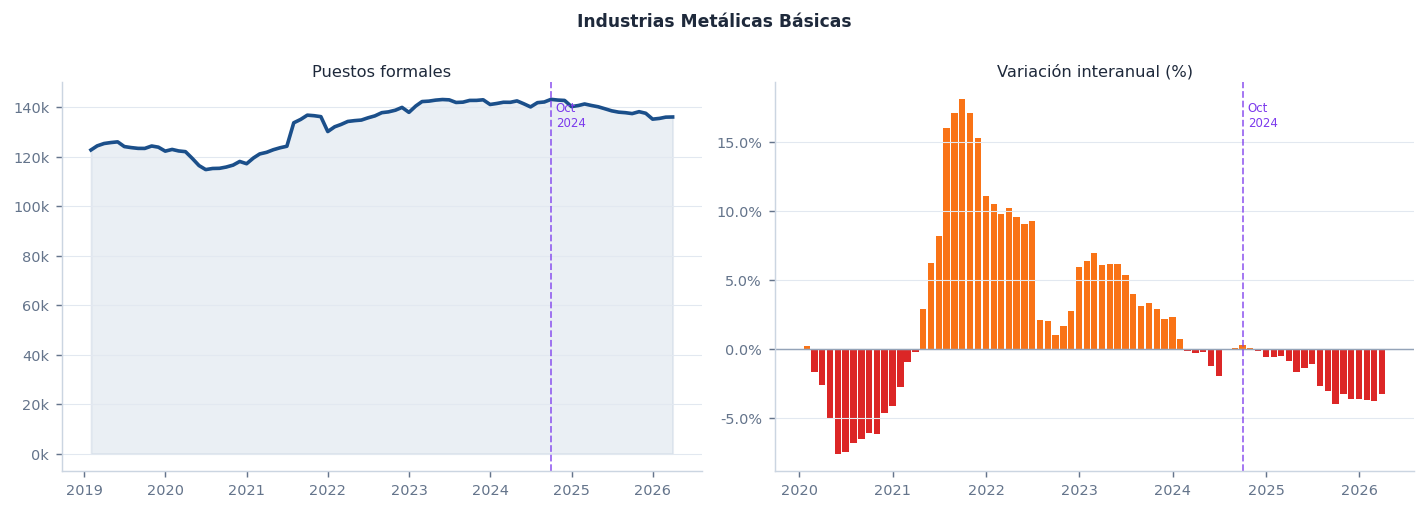 Industrias Metálicas Básicas
Puestos formales
140k
120k
100k
80k
60k
40k
20k
0k
2019 2020 2021 2022 2023 2024 2025 2026
Oct
2024
Variación interanual (%)
15.0%
10.0%
5.0%
0.0%
-5.0%
2020 2021 2022 2023 2024 2025 2026
Oct
2024